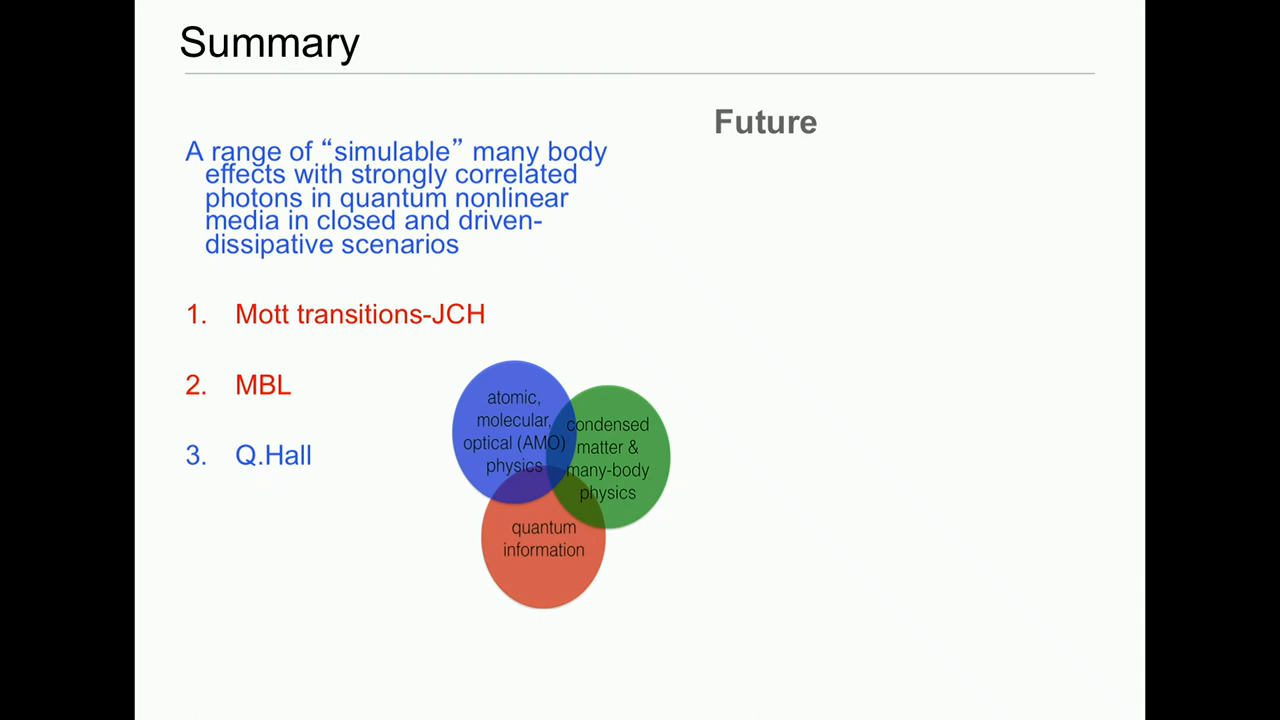 Summary
Future
A range of “simulable” many body
effects with strongly correlated
photons in quantum nonlinear
media in closed and driven-
dissipative scenarios
1. Mott transitions-JCH
2. MBL
3. Q.Hall
atomic,
molecular,
optical (AMO)
physics
condensed
matter &
many-body
physics
quantum
information